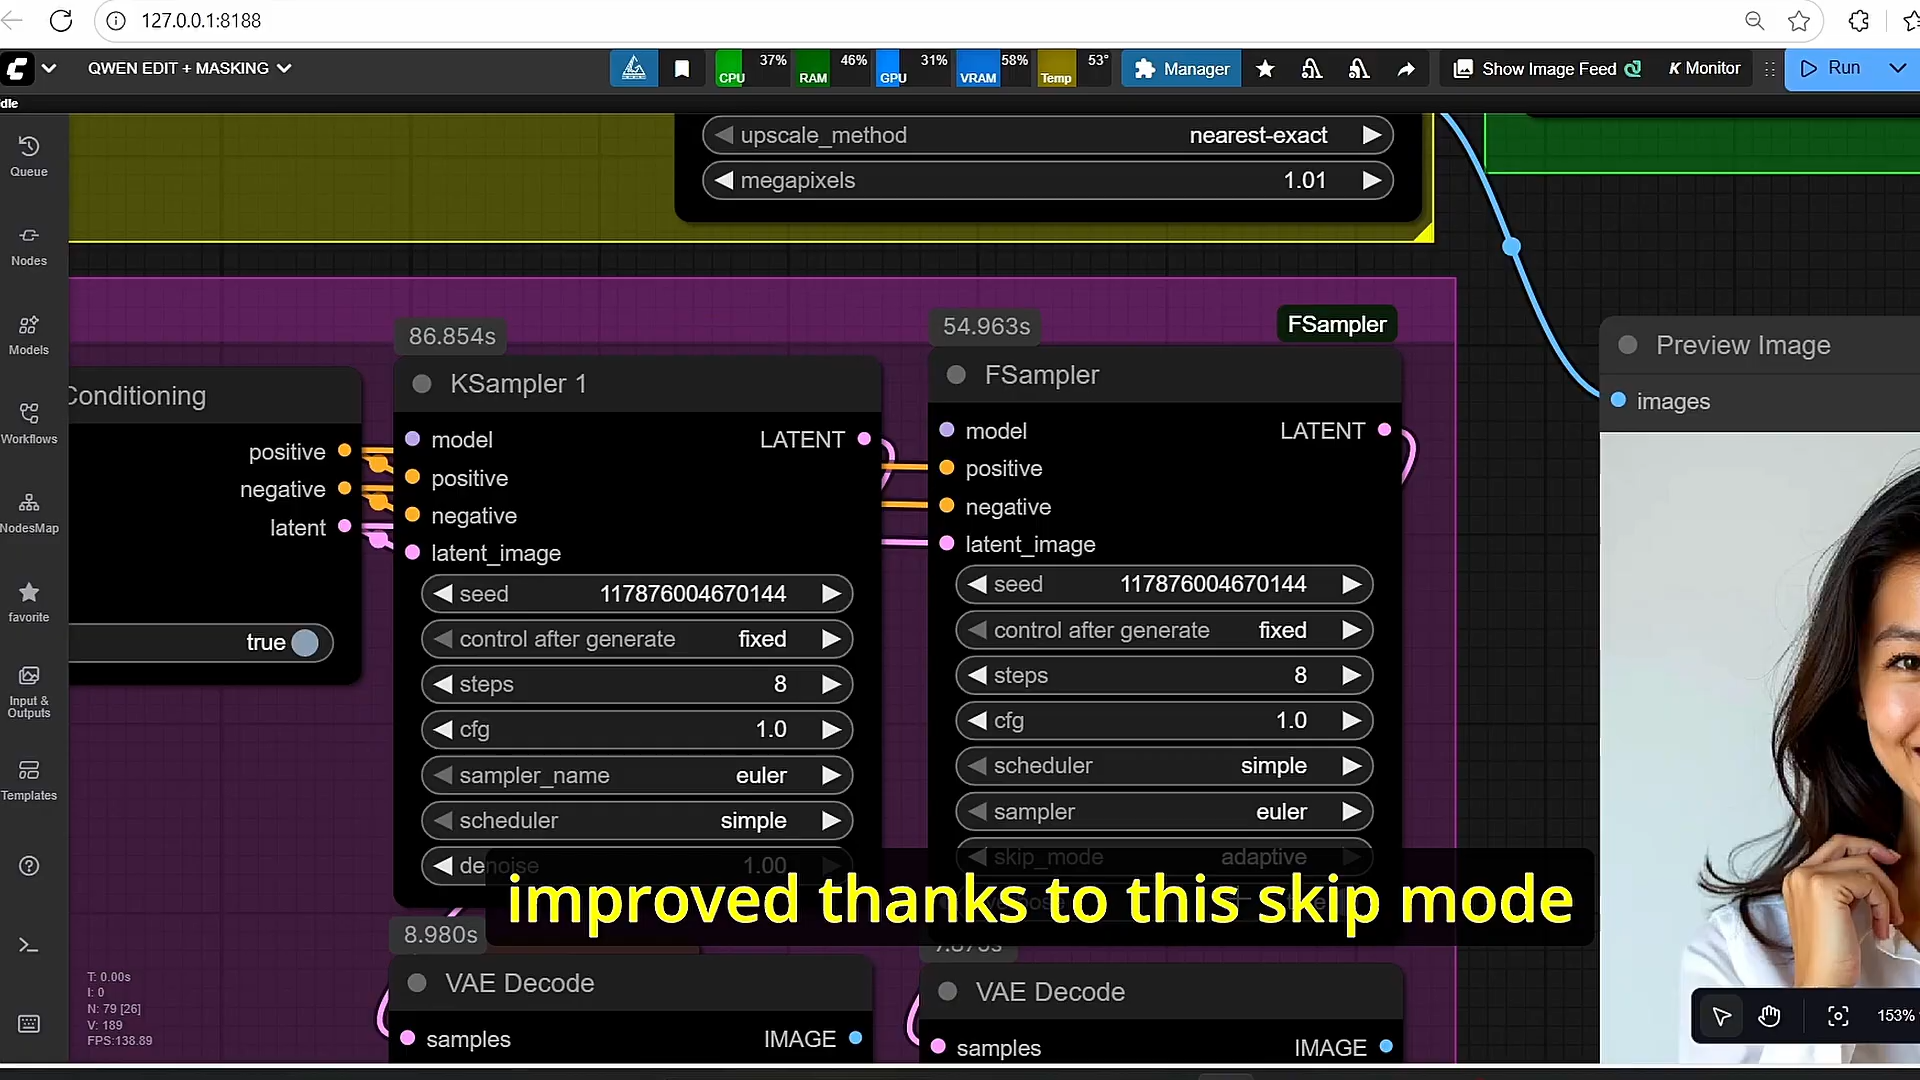 127.0.0.1:8188
QWEN EDIT + MASKING
CPU 37%
RAM 46%
GPU 31%
VRAM 58%
Temp 53°
Manager
Show Image Feed
K Monitor
Run
dle
Queue
Nodes
Models
Workflows
NodesMap
favorite
Input & Outputs
Templates
upscale_method nearest-exact
megapixels 1.01
Conditioning
positive
negative
latent
true
86.854s
KSampler 1
model LATENT
positive
negative
latent_image
seed 117876004670144
control after generate fixed
steps 8
cfg 1.0
sampler_name euler
scheduler simple
denoise 1.00
54.963s
FSampler
FSampler
model LATENT
positive
negative
latent_image
seed 117876004670144
control after generate fixed
steps 8
cfg 1.0
scheduler simple
sampler euler
skip_mode adaptive
improved thanks to this skip mode
8.980s
VAE Decode
samples IMAGE
VAE Decode
samples IMAGE
Preview Image
images
T: 0.00s
I: 0
N: 79 [26]
V: 189
FPS:138.89
153%